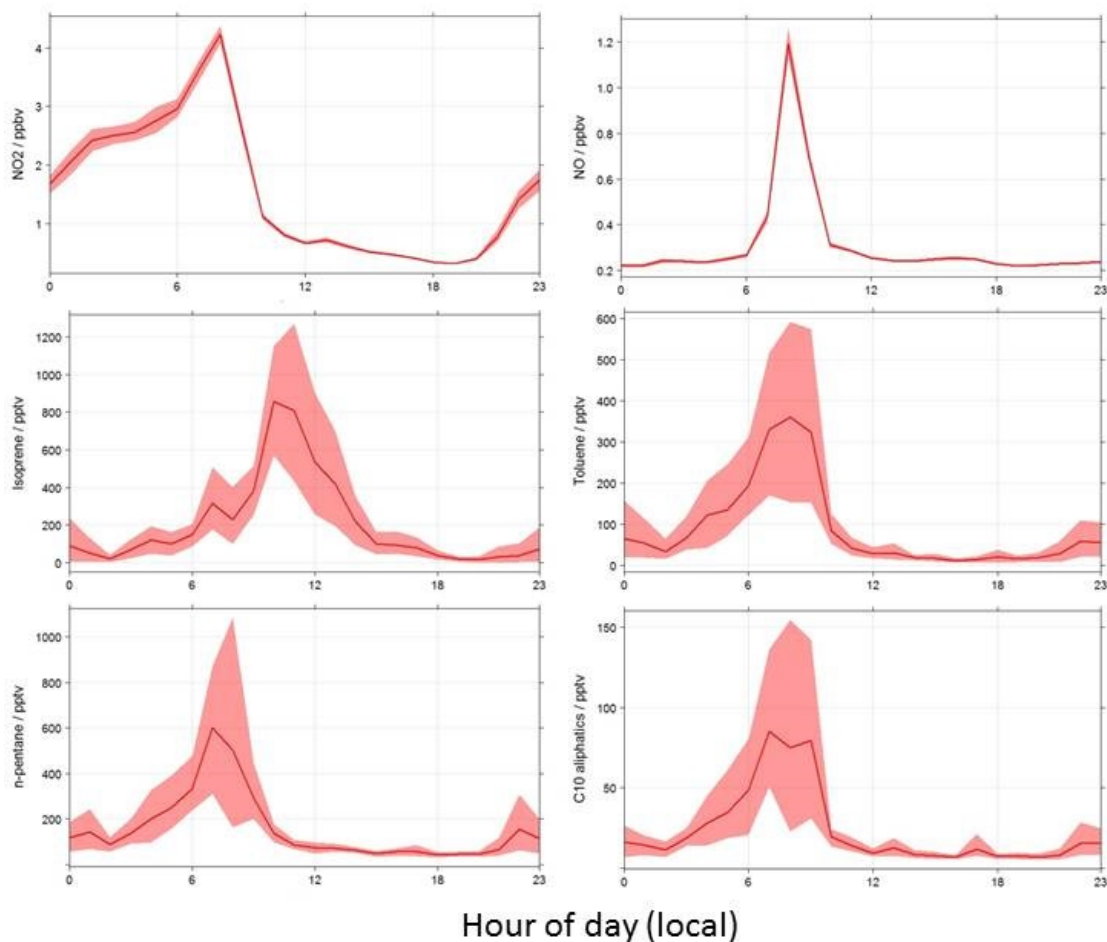 NO2 / ppbv
4
3
2
1
0 6 12 18 23
NO / ppbv
1.2
1.0
0.8
0.6
0.4
0.2
0 6 12 18 23
Isoprene / pptv
1200
1000
800
600
400
200
0
0 6 12 18 23
Toluene / pptv
600
500
400
300
200
100
0
0 6 12 18 23
n-pentane / pptv
1000
800
600
400
200
0 6 12 18 23
C10 aliphatics / pptv
150
100
50
0 6 12 18 23
Hour of day (local)